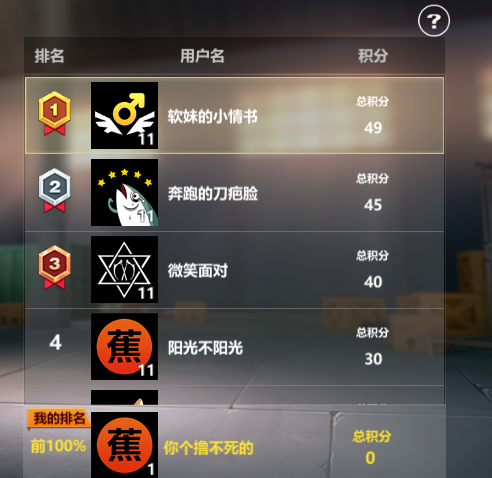 ?
排名 用户名 积分
1 11 软妹的小情书 总积分 49
2 11 奔跑的刀疤脸 总积分 45
3 11 微笑面对 总积分 40
4 蕉 11 阳光不阳光 总积分 30
我的排名
前100% 蕉 1 你个撸不死的 总积分 0